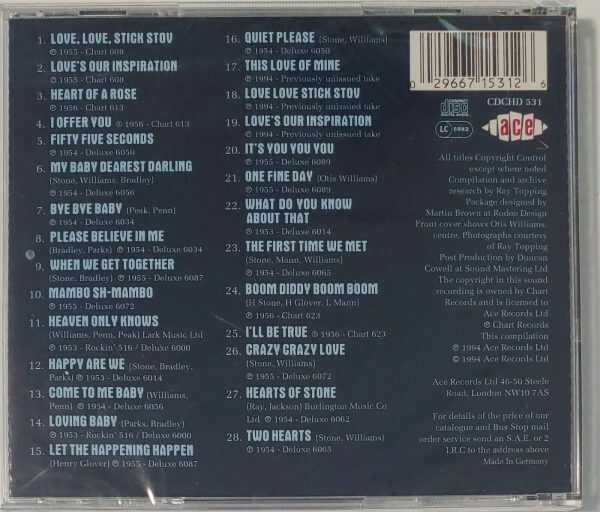 1. LOVE, LOVE, STICK STOV
℗ 1955 - Chart 608
2. LOVE'S OUR INSPIRATION
℗ 1955 - Chart 608
3. HEART OF A ROSE
℗ 1956 - Chart 613
4. I OFFER YOU ℗ 1956 - Chart 613
5. FIFTY FIVE SECONDS
℗ 1954 - Deluxe 6050
6. MY BABY DEAREST DARLING
(Stone, Williams, Bradley)
℗ 1954 - Deluxe 6056
7. BYE BYE BABY (Peak, Penn)
℗ 1954 - Deluxe 6034
8. PLEASE BELIEVE IN ME
(Bradley, Parks) ℗ 1954 - Deluxe 6034
9. WHEN WE GET TOGETHER
(Stone, Bradley) ℗ 1955 - Deluxe 6087
10. MAMBO SH-MAMBO
℗ 1955 - Deluxe 6072
11. HEAVEN ONLY KNOWS
(Williams, Penn, Peak) Lark Music Ltd
℗ 1953 - Rockin' 516 / Deluxe 6000
12. HAPPY ARE WE (Stone, Bradley,
Parks) ℗ 1953 - Deluxe 6014
13. COME TO ME BABY (Williams,
Penn) ℗ 1954 - Deluxe 6056
14. LOVING BABY (Parks, Bradley)
℗ 1953 - Rockin' 516 / Deluxe 6000
15. LET THE HAPPENING HAPPEN
(Henry Glover) ℗ 1955 - Deluxe 6087
16. QUIET PLEASE (Stone, Williams)
℗ 1954 - Deluxe 6050
17. THIS LOVE OF MINE
℗ 1994 - Previously unissued take
18. LOVE LOVE STICK STOV
℗ 1994 - Previously unissued take
19. LOVE'S OUR INSPIRATION
℗ 1994 - Previously unissued take
20. IT'S YOU YOU YOU
℗ 1955 - Deluxe 6089
21. ONE FINE DAY (Otis Williams)
℗ 1955 - Deluxe 6089
22. WHAT DO YOU KNOW
ABOUT THAT
℗ 1953 - Deluxe 6014
23. THE FIRST TIME WE MET
(Stone, Mann, Williams)
℗ 1954 - Deluxe 6065
24. BOOM DIDDY BOOM BOOM
(H Stone, H Glover, I. Mann)
℗ 1956 - Chart 623
25. I'LL BE TRUE ℗ 1956 - Chart 623
26. CRAZY CRAZY LOVE
(Stone, Williams)
℗ 1955 - Deluxe 6072
27. HEARTS OF STONE
(Ray, Jackson) Burlington Music Co
Ltd ℗ 1954 - Deluxe 6062
28. TWO HEARTS (Stone, Williams)
℗ 1954 - Deluxe 6065
0 29667 15312 6
disc
CDCHD 531
LC 5982
ace
All titles Copyright Control
except where noted.
Compilation and archive
research by Ray Topping
Package designed by
Martin Brown at Rodeo Design
Front cover shows Otis Williams,
centre. Photographs courtesy
of Ray Topping
Post Production by Duncan
Cowell at Sound Mastering Ltd
The copyright in this sound
recording is owned by Chart
Records and is licensed to
Ace Records Ltd
℗ Chart Records
This compilation
℗ 1994 Ace Records Ltd
© 1994 Ace Records Ltd
Ace Records Ltd 46-50 Steele
Road, London NW10 7AS
For details of the price of our
catalogue and Bus Stop mail
order service send an S.A.E. or 2
I.R.C to the address above
Made in Germany